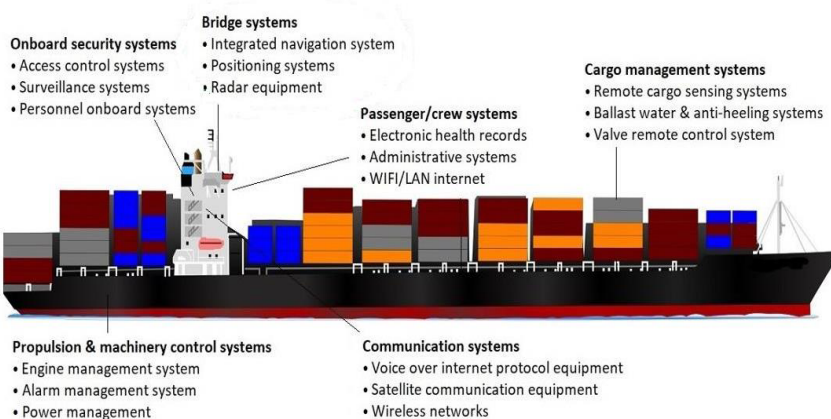 Bridge systems
• Integrated navigation system
• Positioning systems
• Radar equipment
Onboard security systems
• Access control systems
• Surveillance systems
• Personnel onboard systems
Passenger/crew systems
• Electronic health records
• Administrative systems
• WIFI/LAN internet
Cargo management systems
• Remote cargo sensing systems
• Ballast water & anti-heeling systems
• Valve remote control system
Propulsion & machinery control systems
• Engine management system
• Alarm management system
• Power management
Communication systems
• Voice over internet protocol equipment
• Satellite communication equipment
• Wireless networks